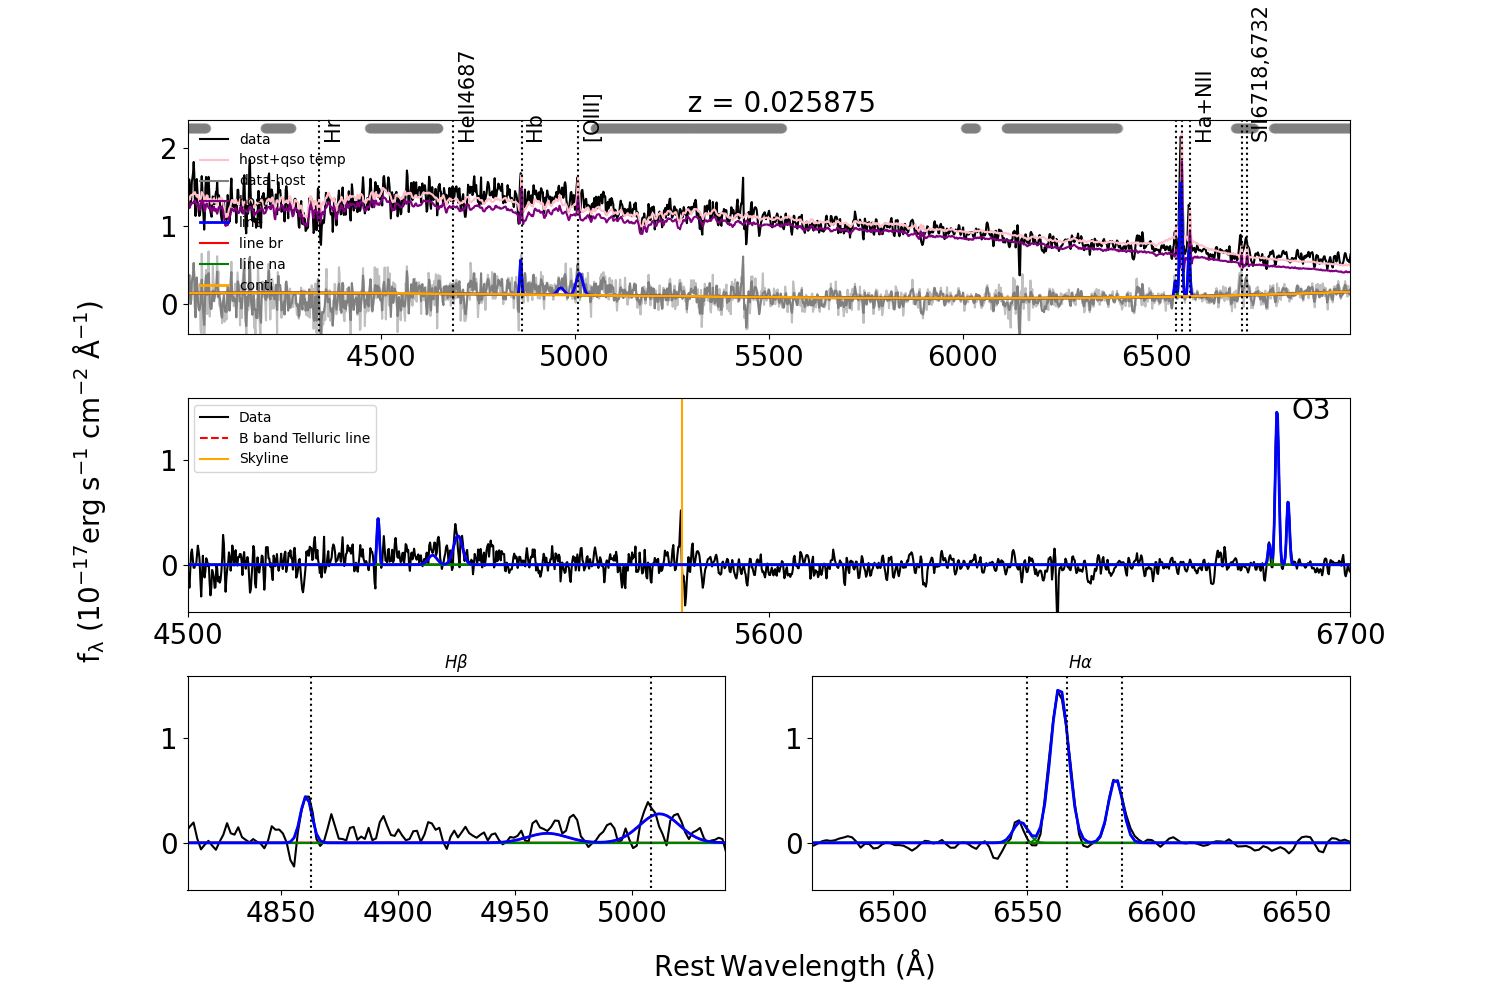 z = 0.025875
Hr
HeII4687
Hb
[OIII]
Ha+NII
SII6718,6732
data
host+qso temp
data-host
line
line br
line na
conti
2
1
0
4500 5000 5500 6000 6500
fλ (10⁻¹⁷erg s⁻¹ cm⁻² Å⁻¹)
Data
B band Telluric line
Skyline
O3
1
0
4500 5600 6700
Hβ
1
0
4850 4900 4950 5000
Hα
1
0
6500 6550 6600 6650
Rest Wavelength (Å)